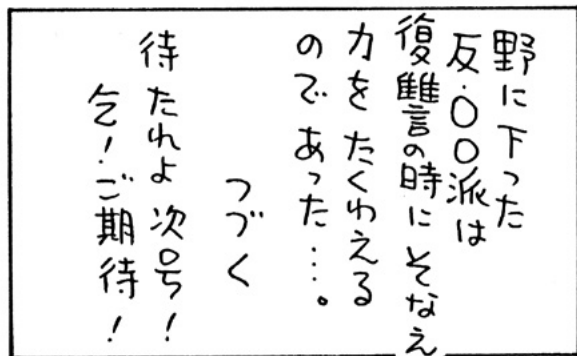 野に下った
反・〇〇派は
復讐の時にそなえ
力をたくわえる
のであった…。
つづく
待たれよ次号！
乞！ご期待！